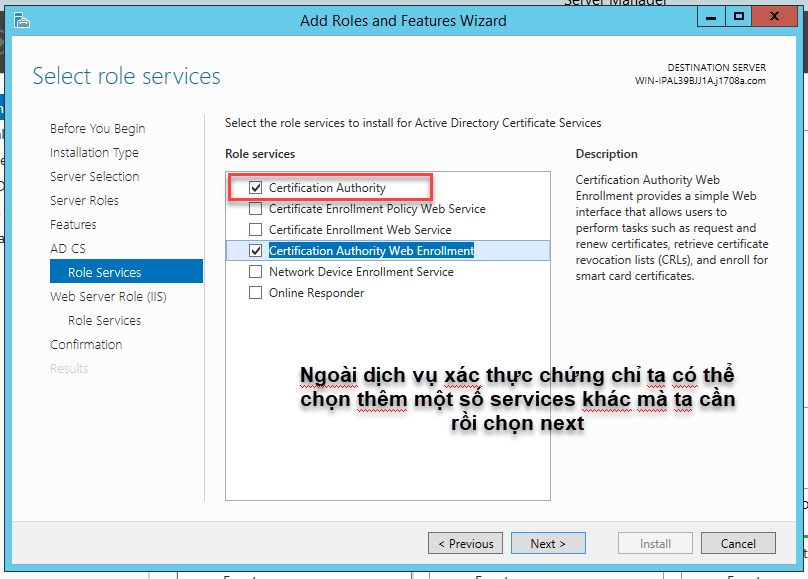 Server Manager
Add Roles and Features Wizard
Select role services
DESTINATION SERVER
WIN-IPAL39BJJ1A.j1708a.com
Before You Begin
Installation Type
Server Selection
Server Roles
Features
AD CS
Role Services
Web Server Role (IIS)
Role Services
Confirmation
Results
Select the role services to install for Active Directory Certificate Services
Role services
Certification Authority
Certificate Enrollment Policy Web Service
Certificate Enrollment Web Service
Certification Authority Web Enrollment
Network Device Enrollment Service
Online Responder
Description
Certification Authority Web
Enrollment provides a simple Web
interface that allows users to
perform tasks such as request and
renew certificates, retrieve certificate
revocation lists (CRLs), and enroll for
smart card certificates.
Ngoài dịch vụ xác thực chứng chỉ ta có thể
chọn thêm một số services khác mà ta cần
rồi chọn next
< Previous
Next >
Install
Cancel